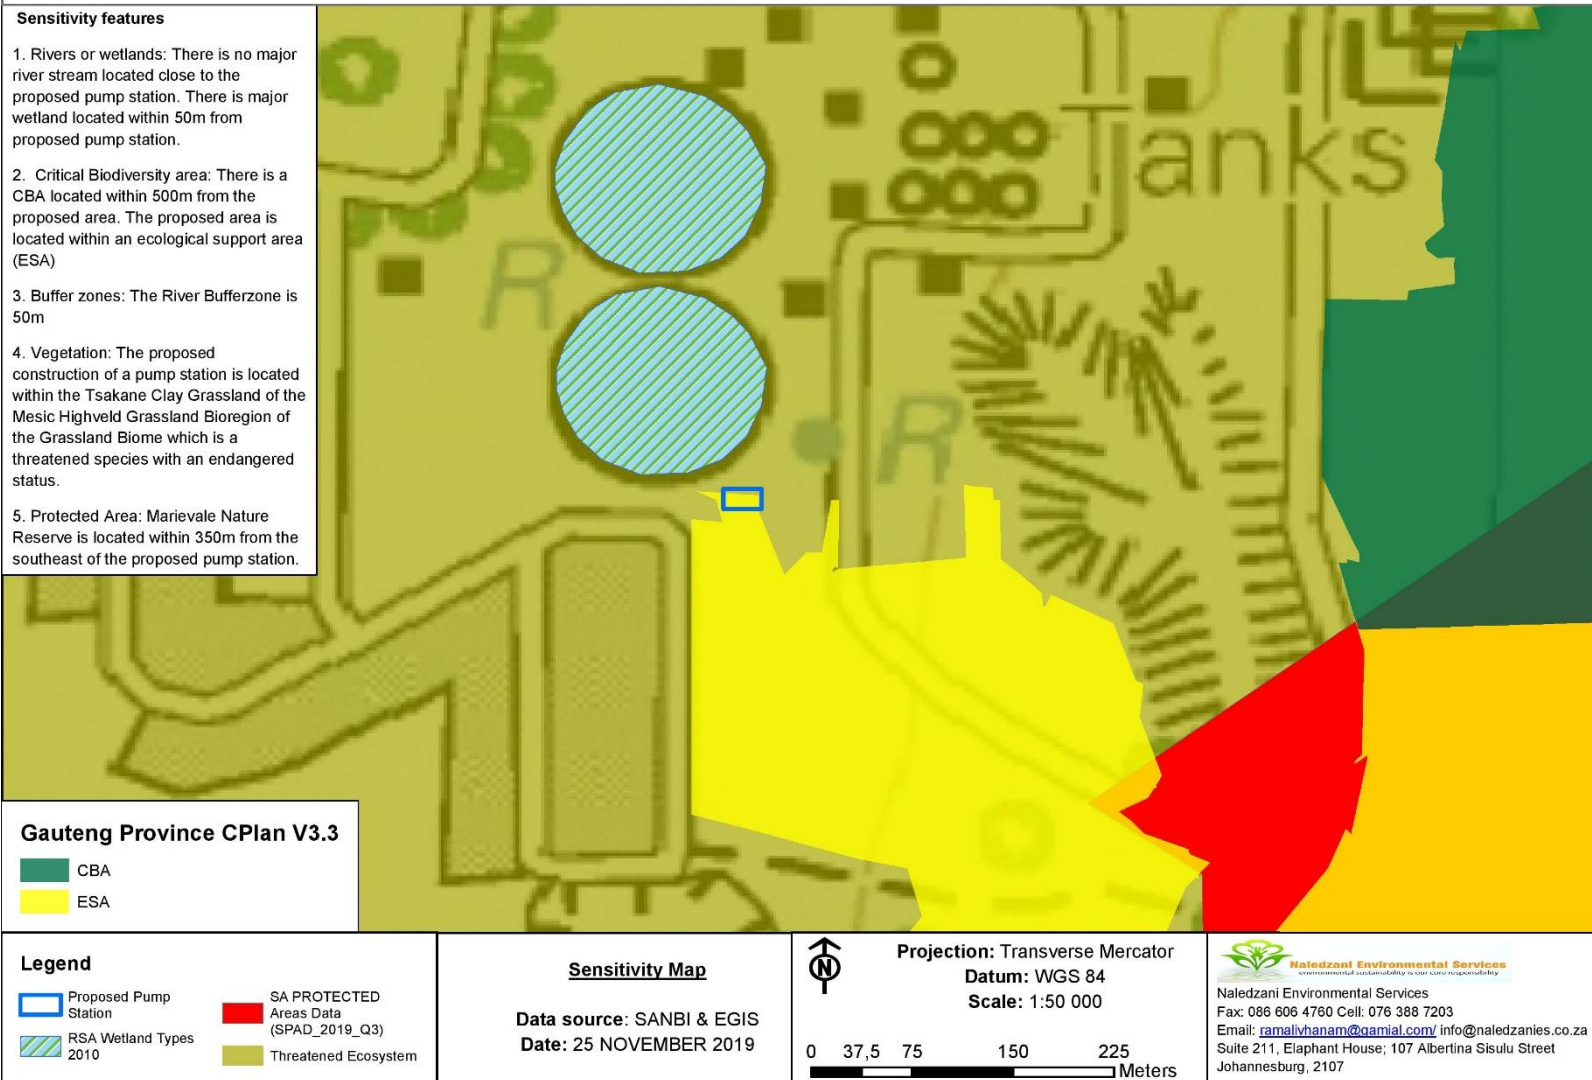 Sensitivity features
1. Rivers or wetlands: There is no major
river stream located close to the
proposed pump station. There is major
wetland located within 50m from
proposed pump station.
2. Critical Biodiversity area: There is a
CBA located within 500m from the
proposed area. The proposed area is
located within an ecological support area
(ESA)
3. Buffer zones: The River Bufferzone is
50m
4. Vegetation: The proposed
construction of a pump station is located
within the Tsakane Clay Grassland of the
Mesic Highveld Grassland Bioregion of
the Grassland Biome which is a
threatened species with an endangered
status.
5. Protected Area: Marievale Nature
Reserve is located within 350m from the
southeast of the proposed pump station.
Tanks
R
R
Gauteng Province CPlan V3.3
CBA
ESA
Legend
Proposed Pump
Station
RSA Wetland Types
2010
SA PROTECTED
Areas Data
(SPAD_2019_Q3)
Threatened Ecosystem
Sensitivity Map
Data source: SANBI & EGIS
Date: 25 NOVEMBER 2019
N
Projection: Transverse Mercator
Datum: WGS 84
Scale: 1:50 000
0 37,5 75 150 225
Meters
Naledzani Environmental Services
environmental sustainability is our core responsibility
Naledzani Environmental Services
Fax: 086 606 4760 Cell: 076 388 7203
Email: ramalivhanam@gamial.com/ info@naledzanies.co.za
Suite 211, Elaphant House; 107 Albertina Sisulu Street
Johannesburg, 2107